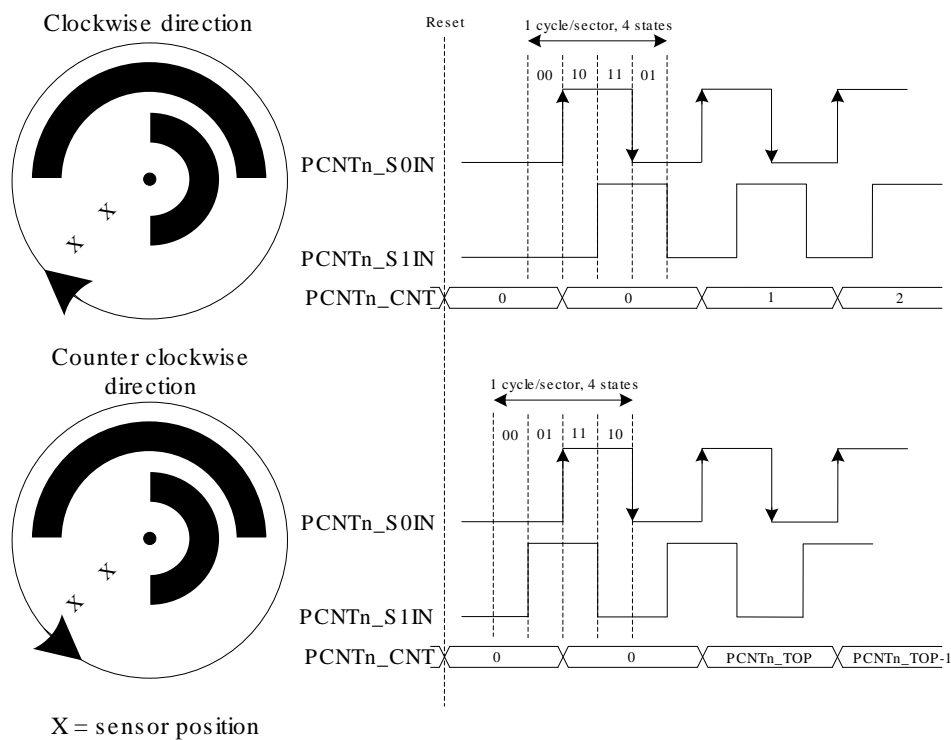 Clockwise direction
Reset
1 cycle/sector, 4 states
00 10 11 01
PCNTn_S0IN
X
X
PCNTn_S1IN
PCNTn_CNT 0 0 1 2
Counter clockwise
direction
1 cycle/sector, 4 states
00 01 11 10
PCNTn_S0IN
X
X
PCNTn_S1IN
PCNTn_CNT 0 0 PCNTn_TOP PCNTn_TOP-1
X = sensor position